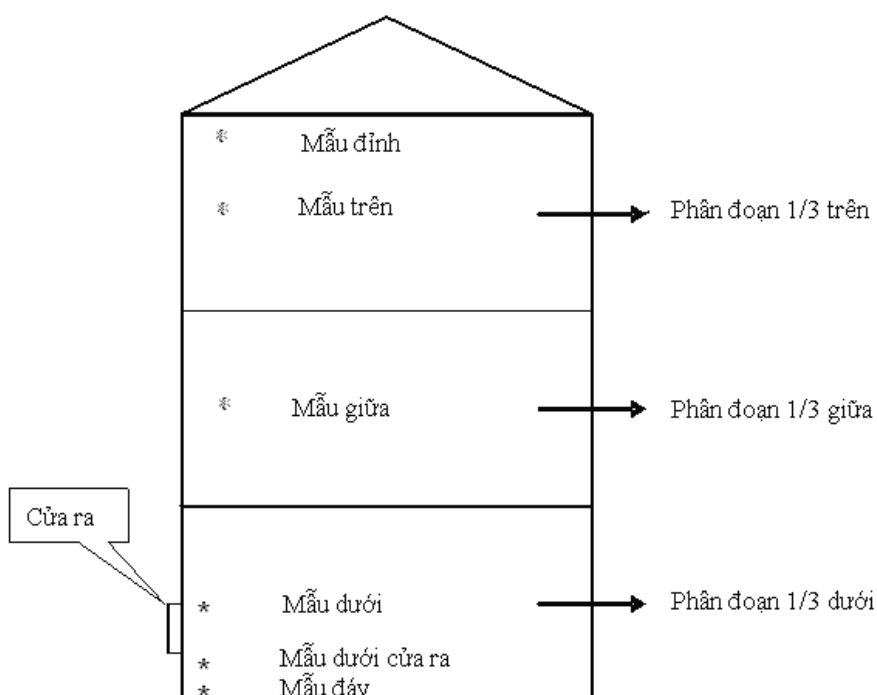 * Mẫu đỉnh
* Mẫu trên
Phân đoạn 1/3 trên
* Mẫu giữa
Phân đoạn 1/3 giữa
Cửa ra
* Mẫu dưới
Phân đoạn 1/3 dưới
* Mẫu dưới cửa ra
* Mẫu đáy